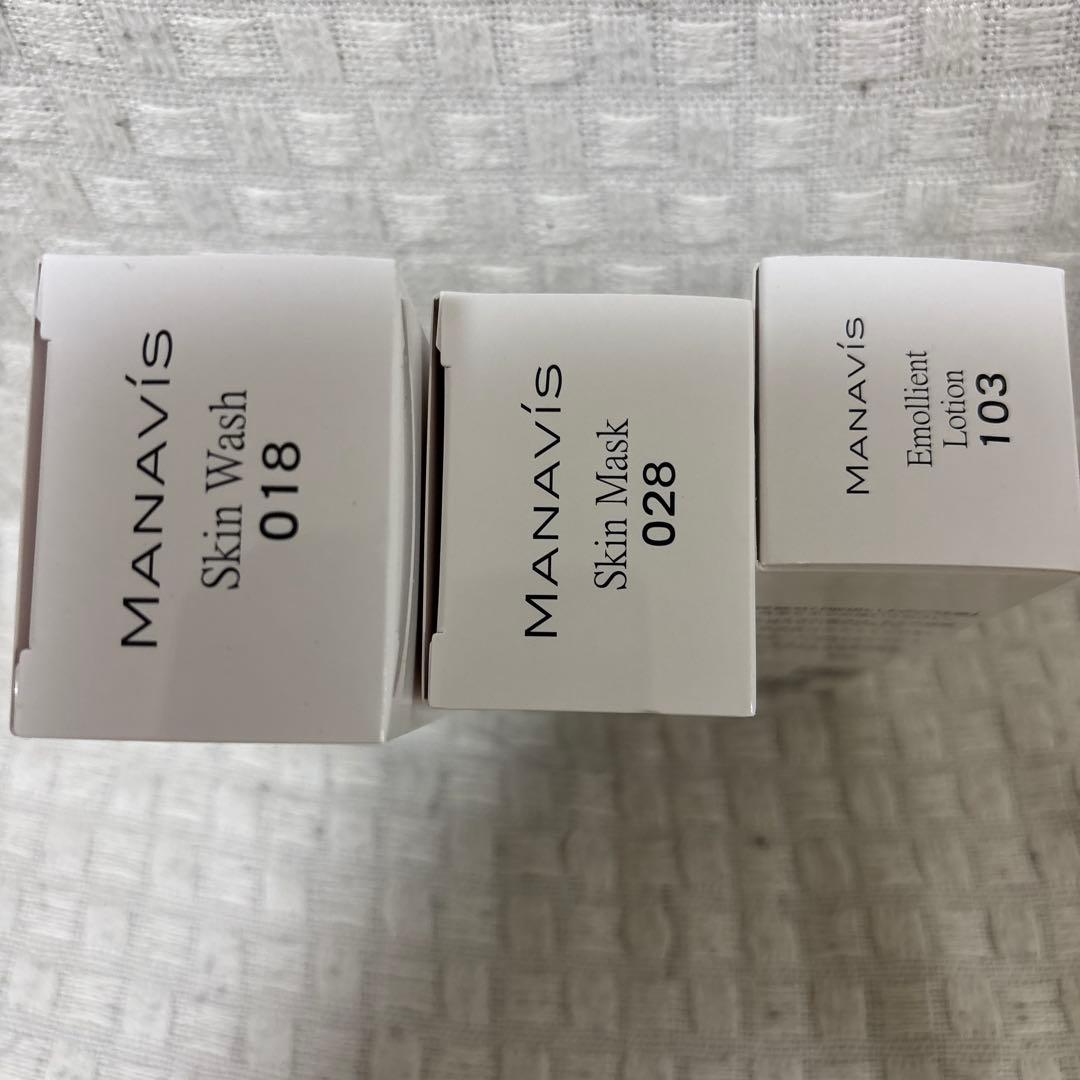 MANAVíS
Skin Wash
018
MANAVíS
Skin Mask
028
MANAVíS
Emollient
Lotion
103